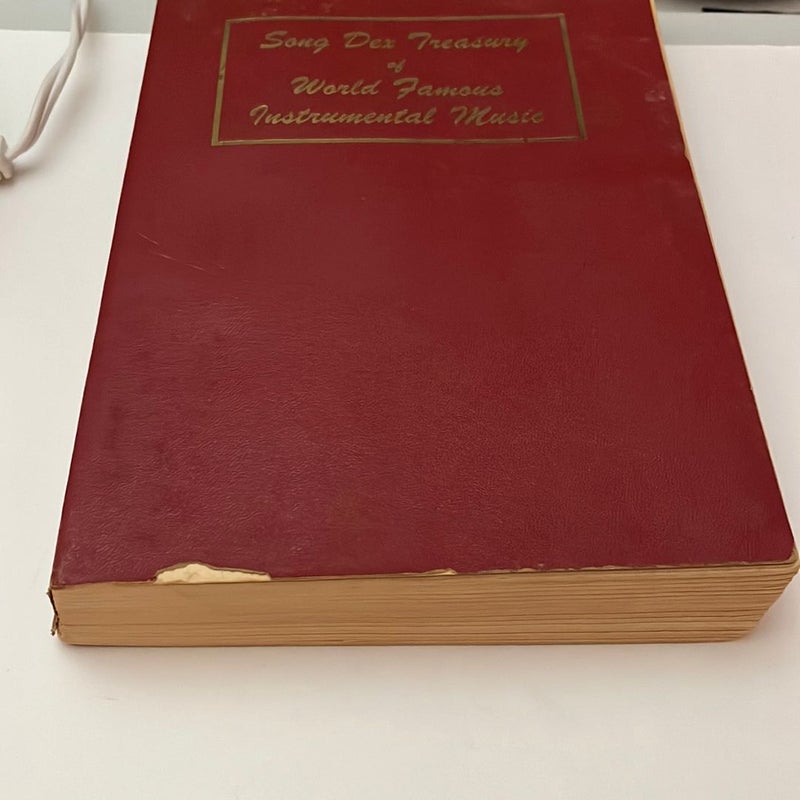 Song Dex Treasury
of
World Famous
Instrumental Music